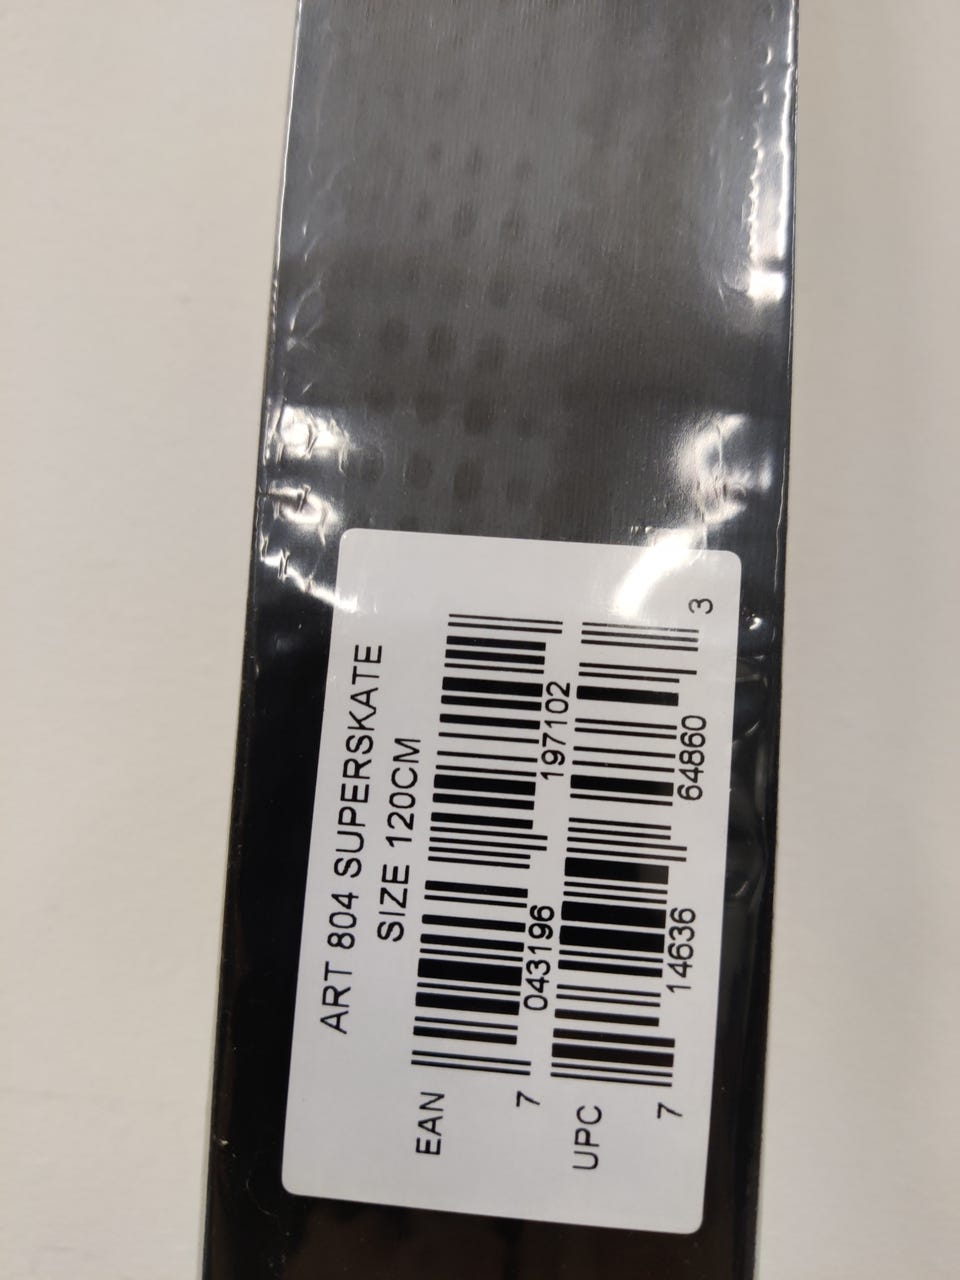 ART 804 SUPERSKATE
SIZE 120CM
EAN
7 043196 197102
UPC
7 14636 64860 3